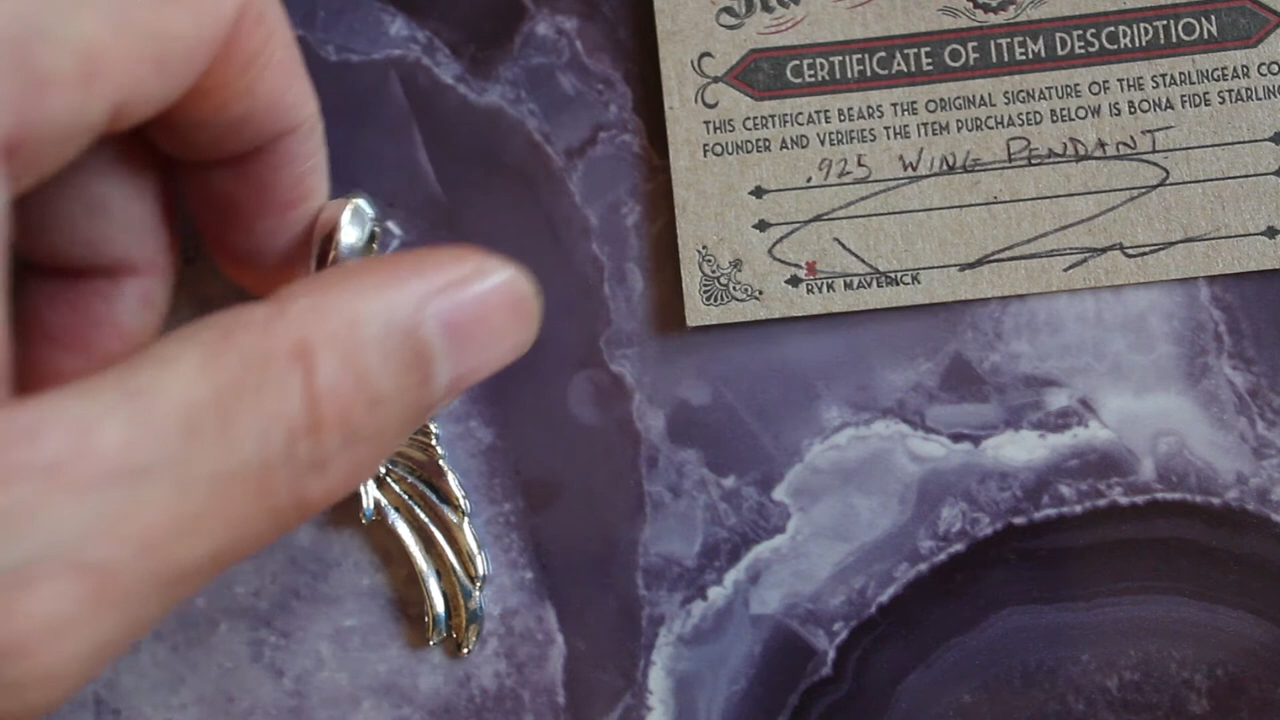 CERTIFICATE OF ITEM DESCRIPTION
THIS CERTIFICATE BEARS THE ORIGINAL SIGNATURE OF THE STARLINGEAR CO
FOUNDER AND VERIFIES THE ITEM PURCHASED BELOW IS BONA FIDE STARLING
.925 WING PENDANT
x
RYK MAVERICK